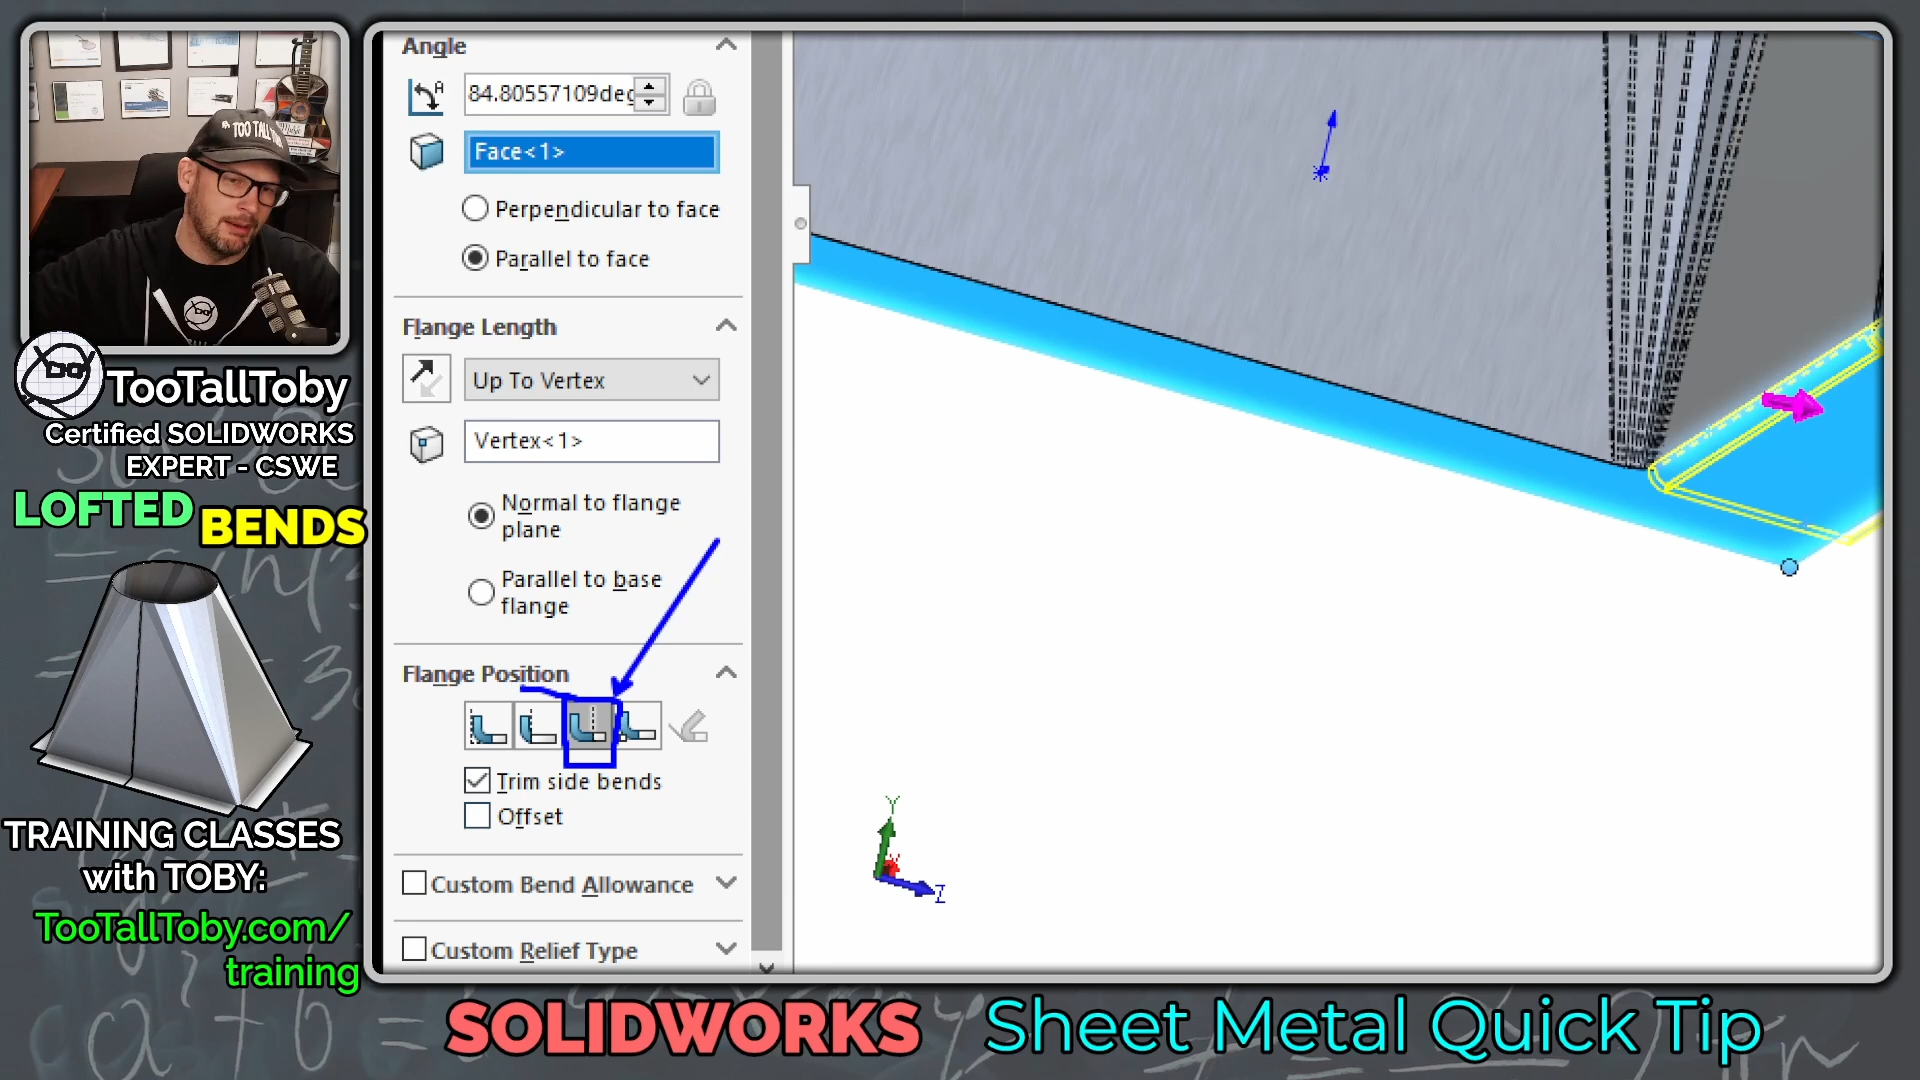 TOO TALL TOBY
TooTallToby
Certified SOLIDWORKS
EXPERT - CSWE
LOFTED
BENDS
TRAINING CLASSES
with TOBY:
TooTallToby.com/
training
Angle
84.80557109deg
Face<1>
Perpendicular to face
Parallel to face
Flange Length
Up To Vertex
Vertex<1>
Normal to flange
plane
Parallel to base
flange
Flange Position
Trim side bends
Offset
Custom Bend Allowance
Custom Relief Type
Y
Z
SOLIDWORKS Sheet Metal Quick Tip